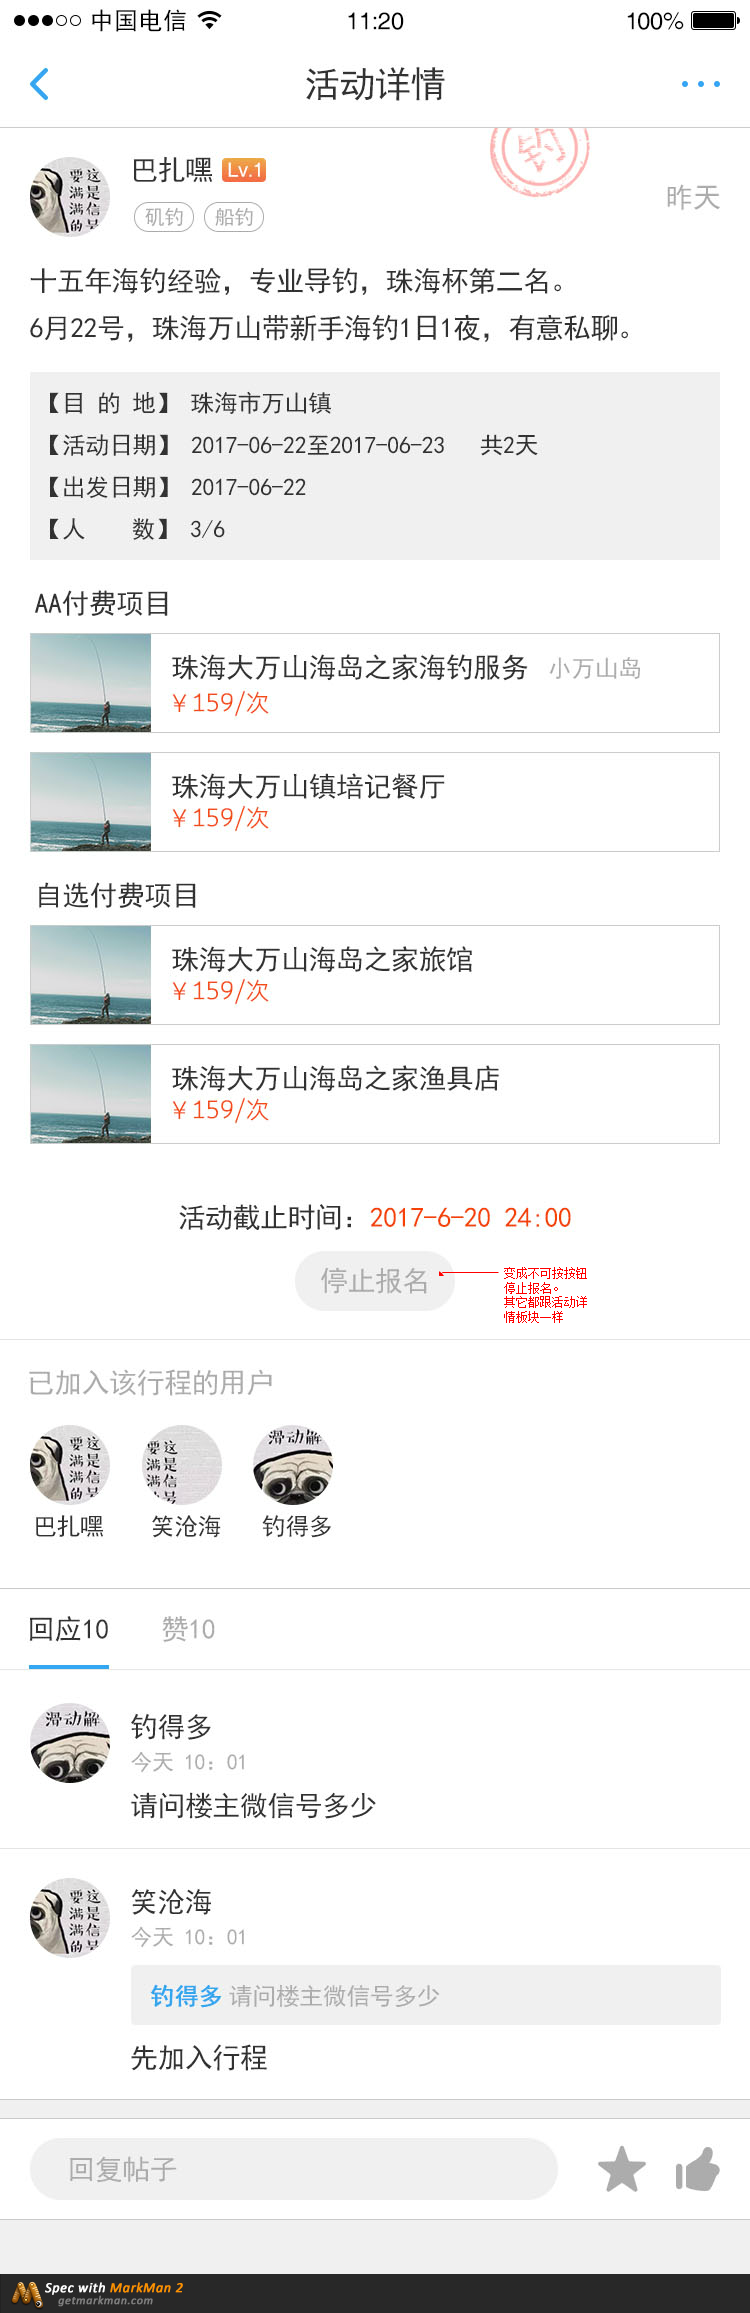 中国电信 11:20 100%
活动详情
钓
巴扎嘿 Lv.1
昨天
矶钓 船钓
十五年海钓经验，专业导钓，珠海杯第二名。
6月22号，珠海万山带新手海钓1日1夜，有意私聊。
【目 的 地】 珠海市万山镇
【活动日期】 2017-06-22至2017-06-23 共2天
【出发日期】 2017-06-22
【人 数】 3/6
AA付费项目
珠海大万山海岛之家海钓服务 小万山岛
￥159/次
珠海大万山镇培记餐厅
￥159/次
自选付费项目
珠海大万山海岛之家旅馆
￥159/次
珠海大万山海岛之家渔具店
￥159/次
活动截止时间：2017-6-20 24:00
停止报名
变成不可按按钮
停止报名。
其它都跟活动详
情板块一样
已加入该行程的用户
巴扎嘿 笑沧海 钓得多
回应10 赞10
钓得多
今天 10：01
请问楼主微信号多少
笑沧海
今天 10：01
钓得多 请问楼主微信号多少
先加入行程
回复帖子
Spec with MarkMan 2
getmarkman.com